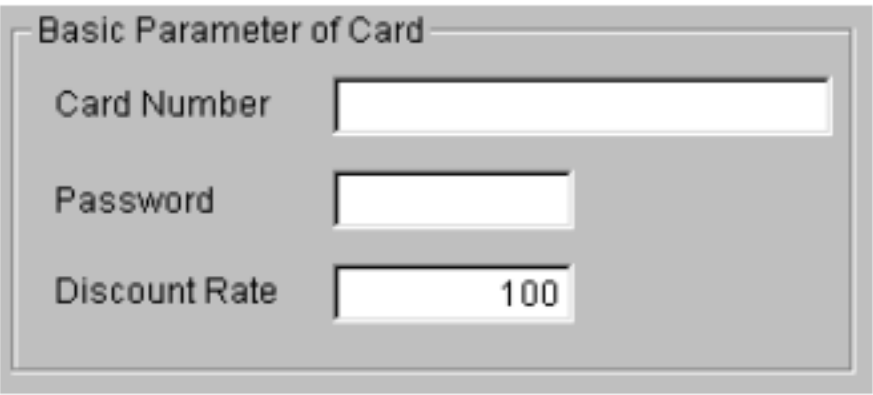 Basic Parameter of Card
Card Number
Password
Discount Rate 100